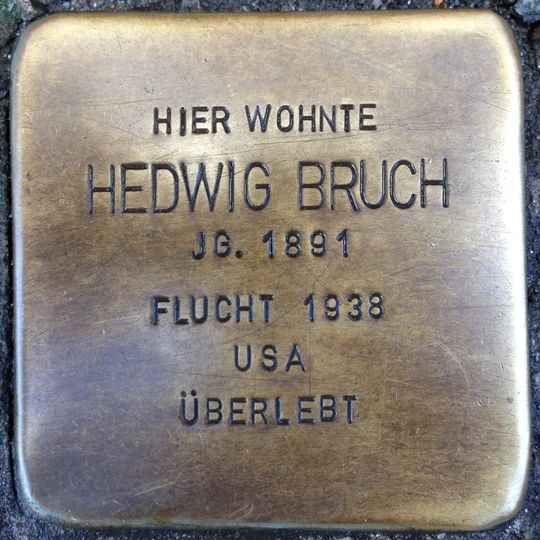 HIER WOHNTE
HEDWIG BRUCH
JG. 1891
FLUCHT 1938
USA
ÜBERLEBT